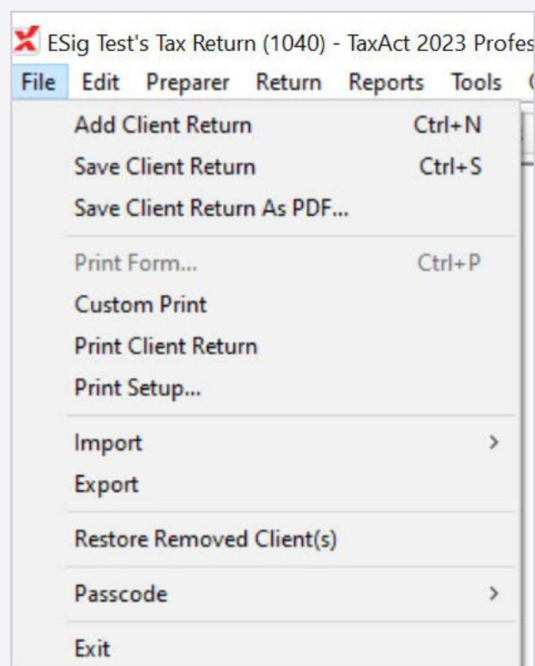 ESig Test's Tax Return (1040) - TaxAct 2023 Profes
File Edit Preparer Return Reports Tools
Add Client Return Ctrl+N
Save Client Return Ctrl+S
Save Client Return As PDF...
Print Form... Ctrl+P
Custom Print
Print Client Return
Print Setup...
Import >
Export
Restore Removed Client(s)
Passcode >
Exit